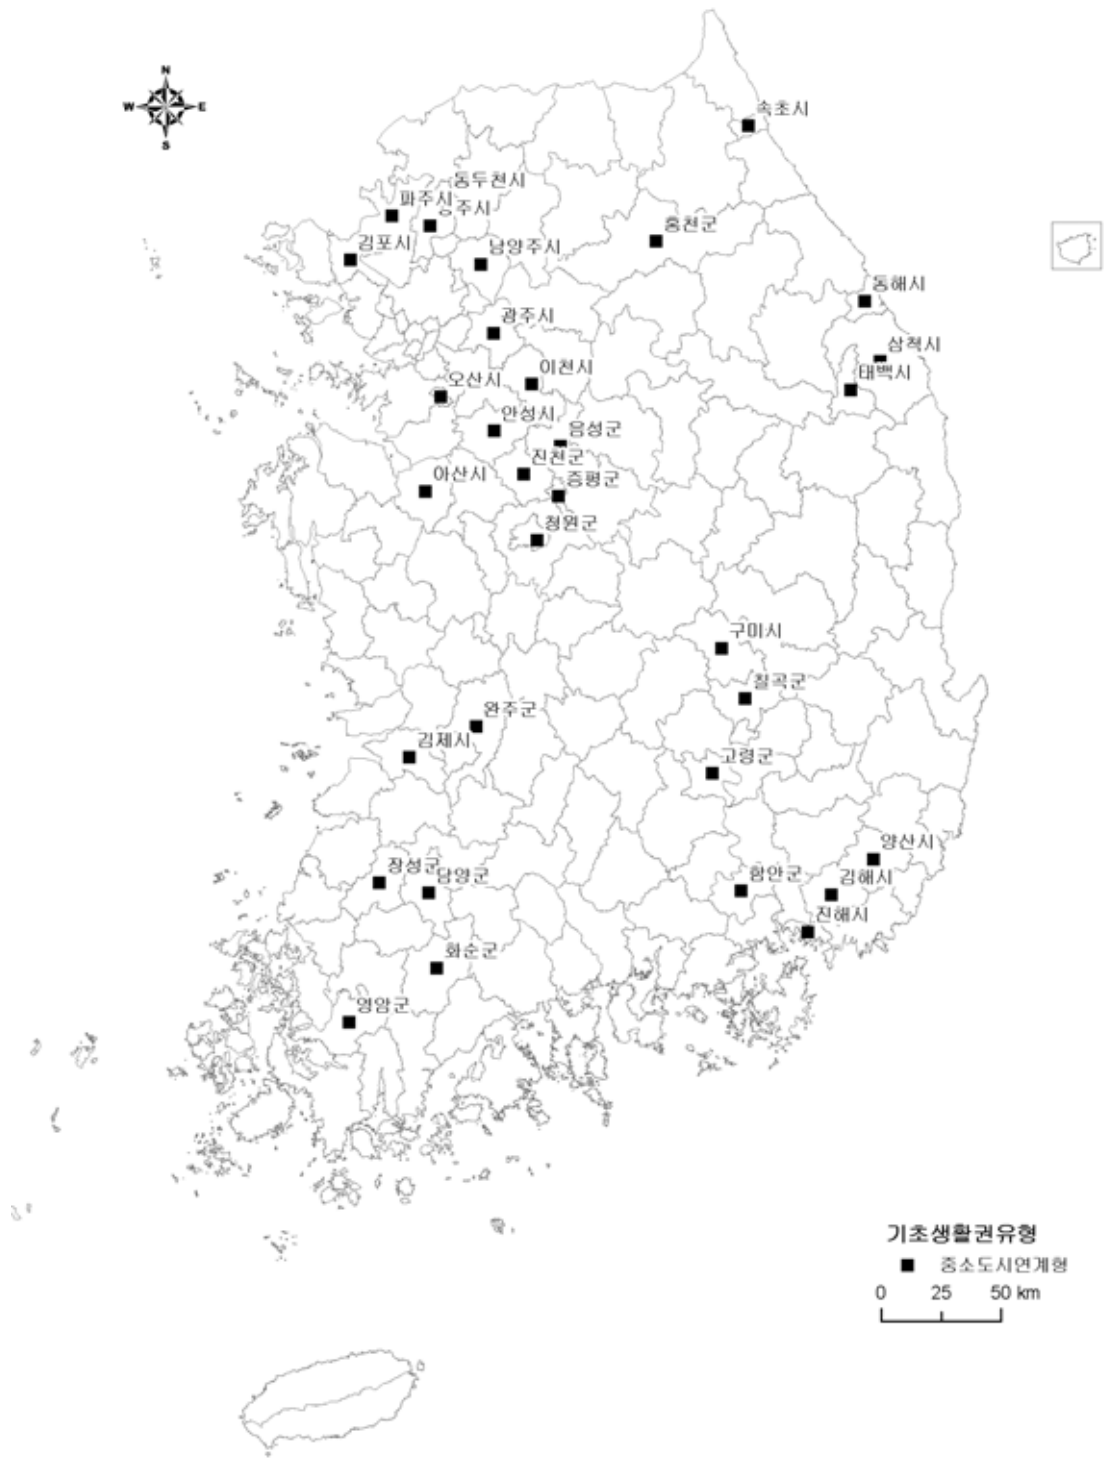 N
W E
S
속초시
동두천시
파주시
주시
홍천군
김포시
남양주시
동해시
광주시
삼척시
이천시
태백시
오산시
안성시
음성군
진천군
아산시
증평군
청원군
구미시
칠곡군
완주군
김제시
고령군
양산시
장성군
담양군
함안군
김해시
진해시
화순군
영암군
기초생활권유형
중소도시연계형
0 25 50 km